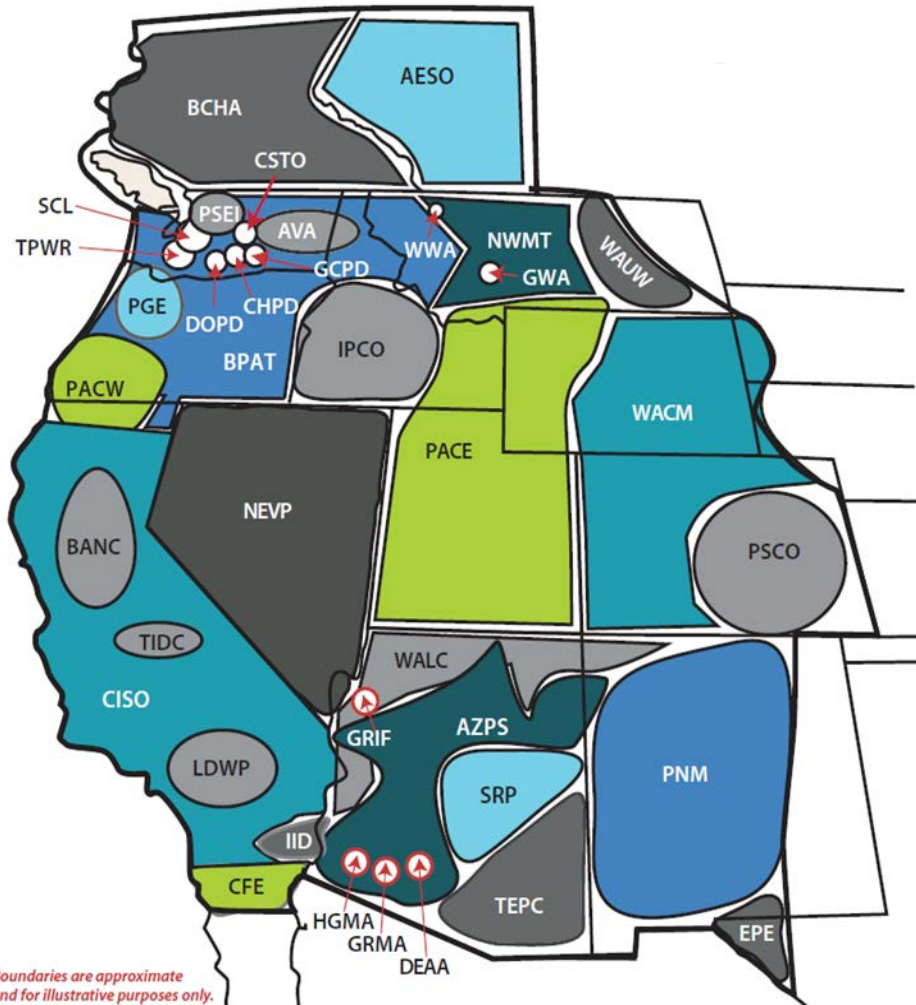 AESO
BCHA
CSTO
SCL
PSEI
AVA
TPWR
WWA
NWMT
WAUW
GCPD
GWA
PGE
CHPD
DOPD
IPCO
BPAT
PACW
WACM
PACE
NEVP
BANC
PSCO
TIDC
WALC
CISO
GRIF
AZPS
LDWP
PNM
SRP
IID
CFE
TEPC
HGMA
GRMA
DEAA
EPE
Boundaries are approximate
nd for illustrative purposes only.